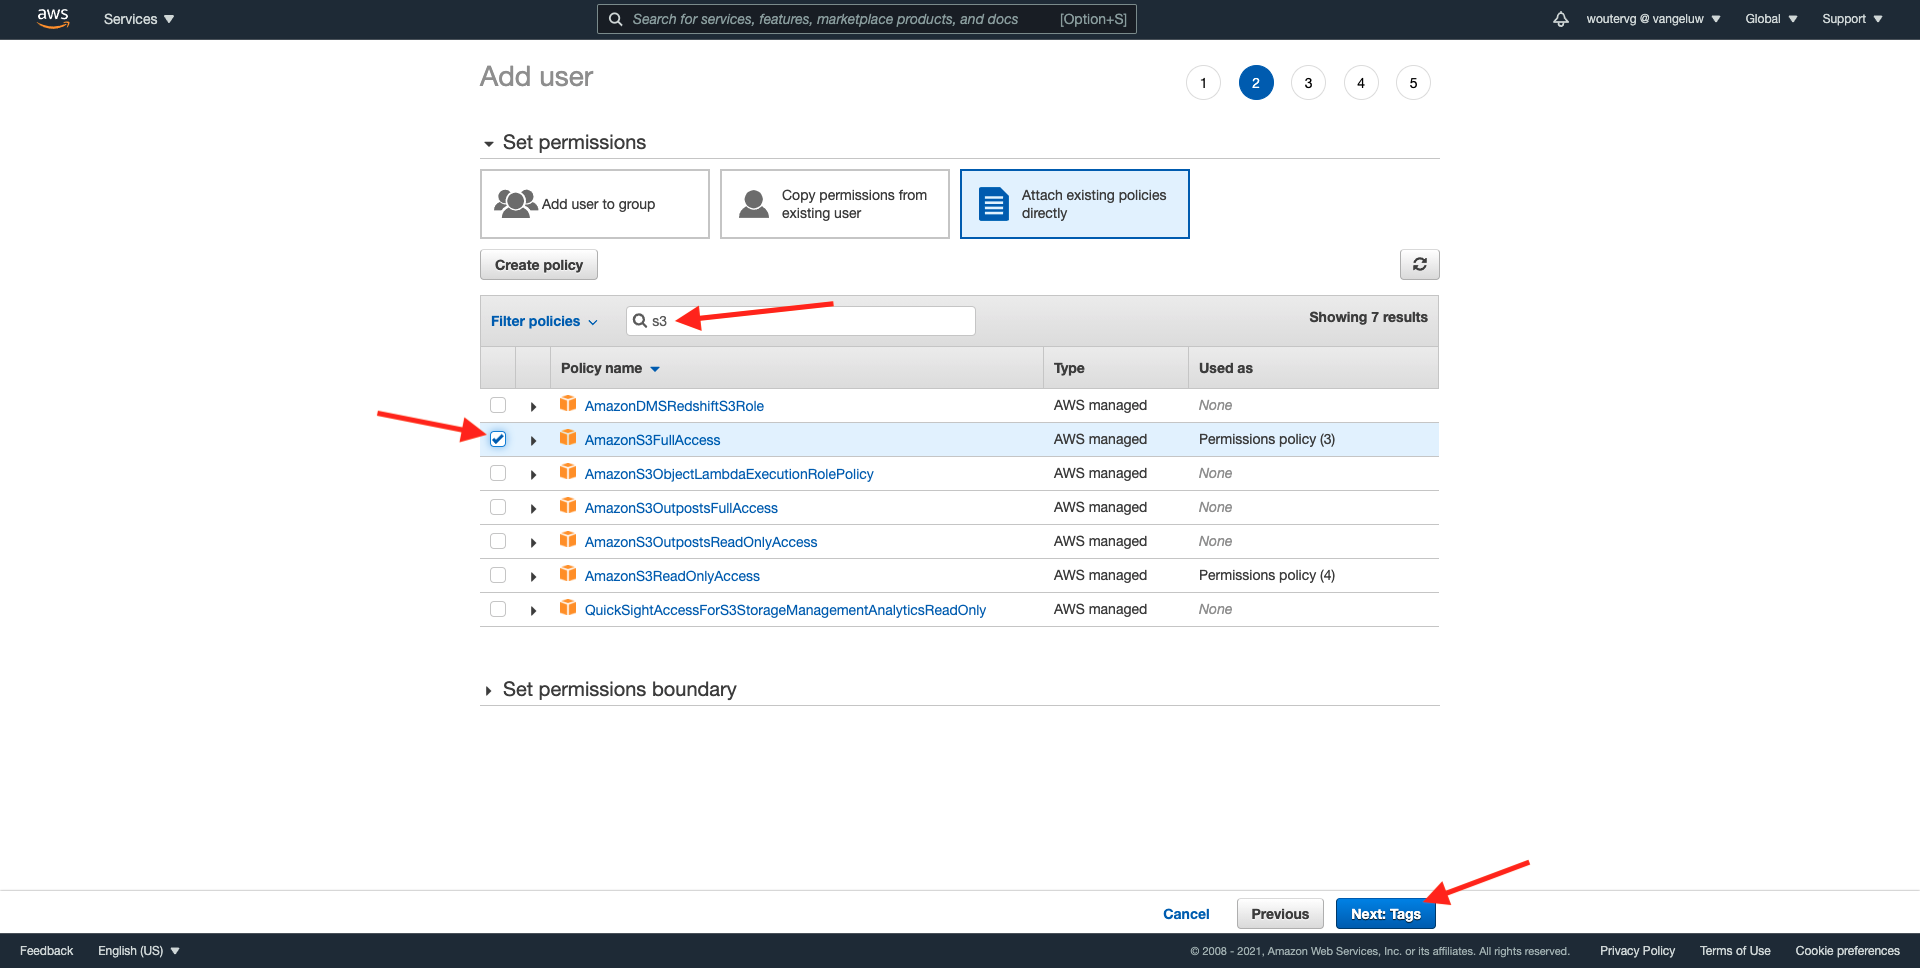 aws Services Search for services, features, marketplace products, and docs [Option+S] woutervg @ vangeluw Global Support
Add user 1 2 3 4 5
Set permissions
Add user to group
Copy permissions from
existing user
Attach existing policies
directly
Create policy
Filter policies s3 Showing 7 results
Policy name Type Used as
AmazonDMSRedshiftS3Role AWS managed None
AmazonS3FullAccess AWS managed Permissions policy (3)
AmazonS3ObjectLambdaExecutionRolePolicy AWS managed None
AmazonS3OutpostsFullAccess AWS managed None
AmazonS3OutpostsReadOnlyAccess AWS managed None
AmazonS3ReadOnlyAccess AWS managed Permissions policy (4)
QuickSightAccessForS3StorageManagementAnalyticsReadOnly AWS managed None
Set permissions boundary
Cancel Previous Next: Tags
Feedback English (US) © 2008 - 2021, Amazon Web Services, Inc. or its affiliates. All rights reserved. Privacy Policy Terms of Use Cookie preferences